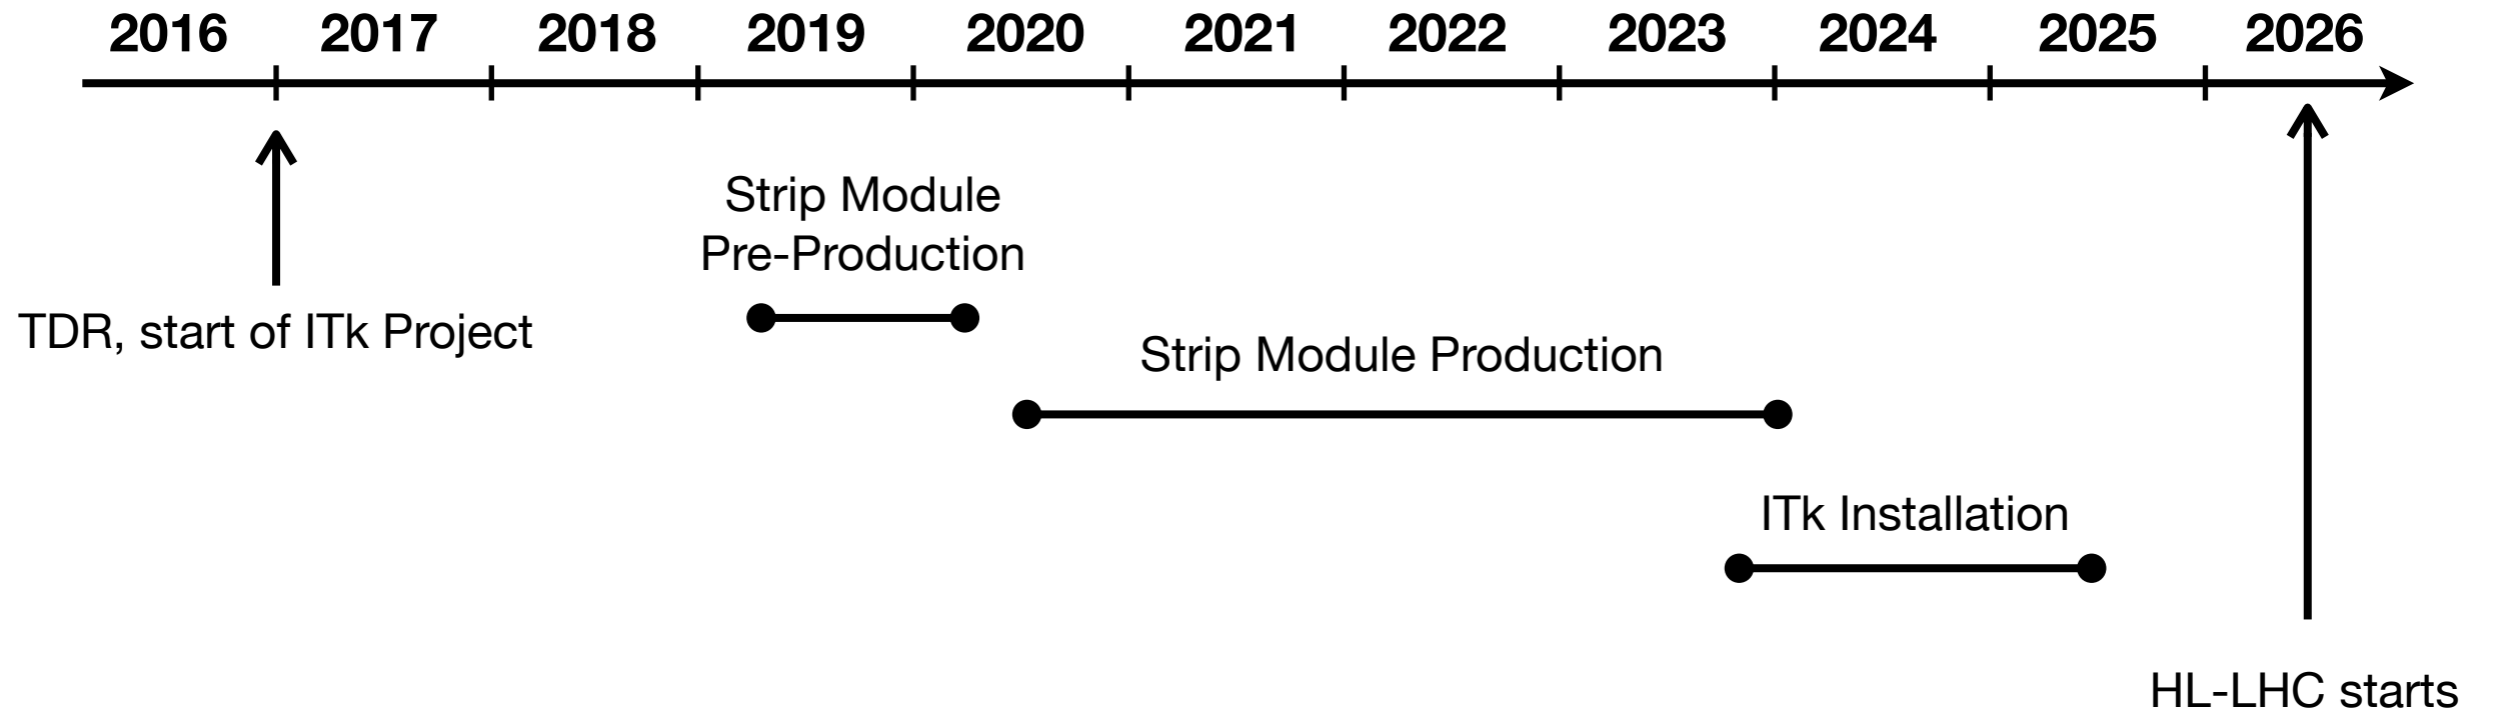 2016 2017 2018 2019 2020 2021 2022 2023 2024 2025 2026
Strip Module
Pre-Production
TDR, start of ITk Project
Strip Module Production
ITk Installation
HL-LHC starts